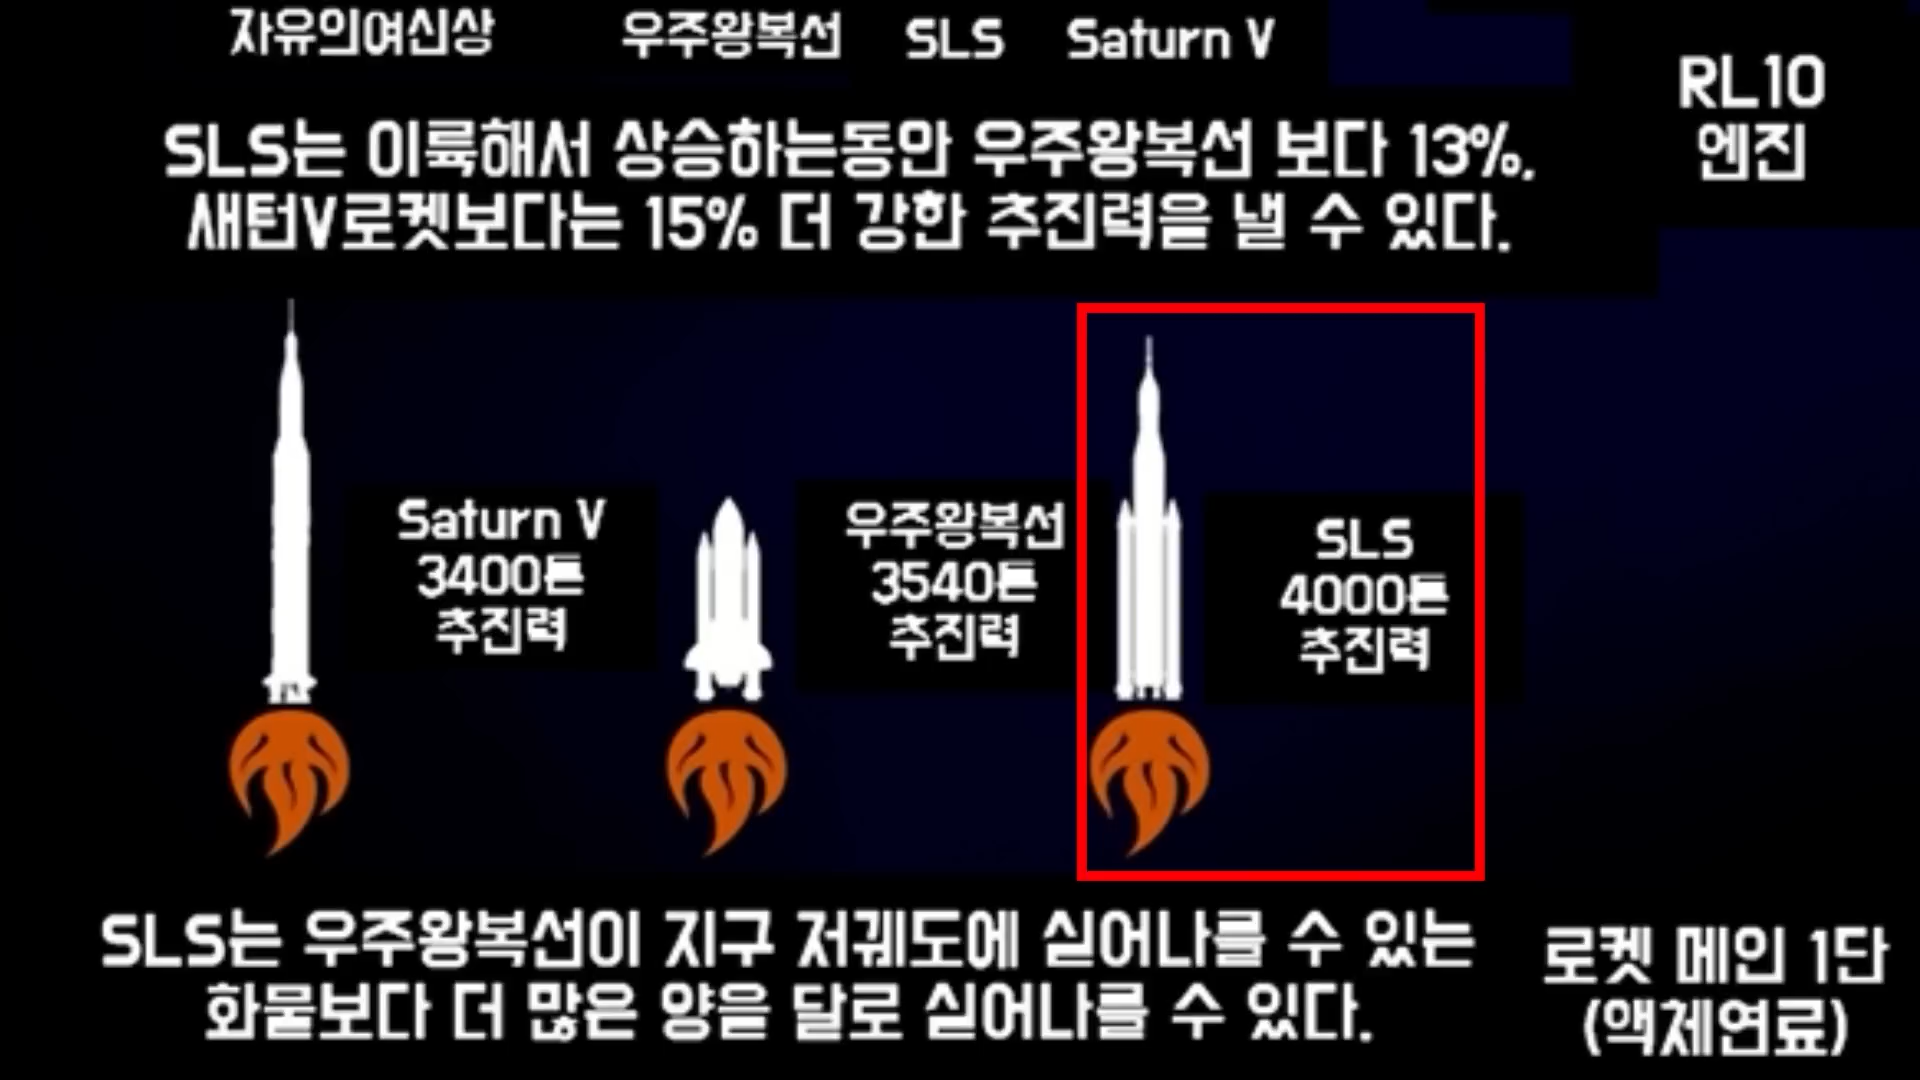 자유의여신상 우주왕복선 SLS Saturn V
RL10
엔진
SLS는 이륙해서 상승하는동안 우주왕복선 보다 13%,
새턴V로켓보다는 15% 더 강한 추진력을 낼 수 있다.
Saturn V
3400톤
추진력
우주왕복선
3540톤
추진력
SLS
4000톤
추진력
SLS는 우주왕복선이 지구 저궤도에 싣어나를 수 있는
화물보다 더 많은 양을 달로 싣어나를 수 있다.
로켓 메인 1단
(액체연료)